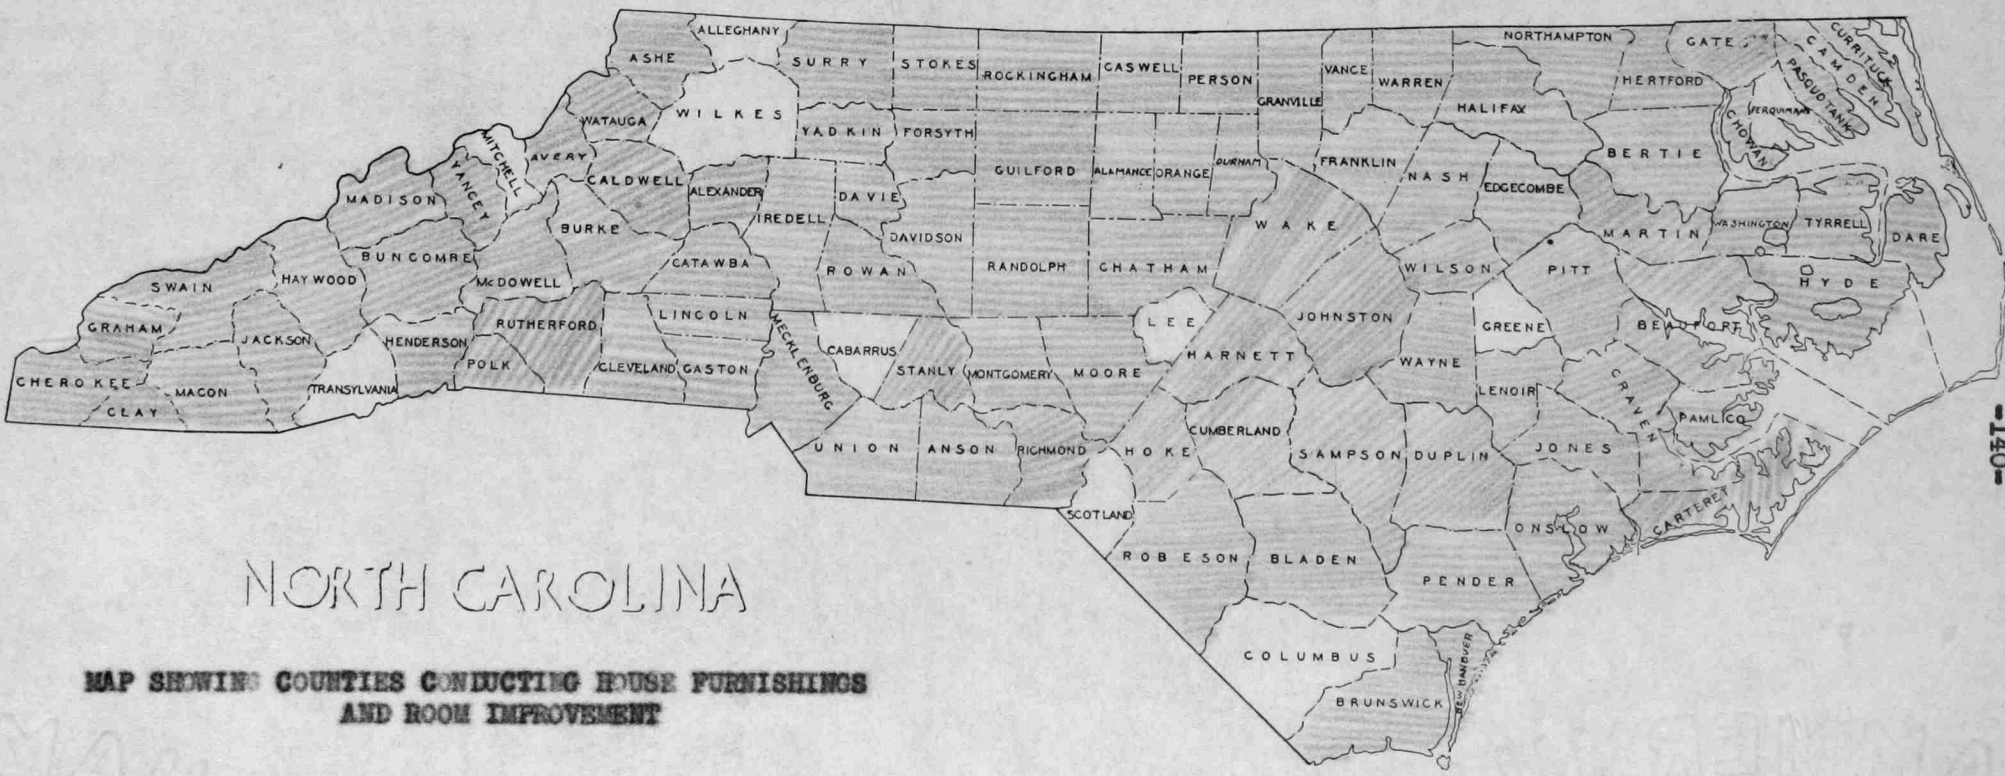 ALLEGHANY
ASHE
SURRY
STOKES
ROCKINGHAM
CASWELL
PERSON
GRANVILLE
VANCE
WARREN
NORTHAMPTON
GATES
HERTFORD
CURRITUCK
CAMDEN
PASQUOTANK
PERQUIMANS
CHOWAN
WATAUGA
WILKES
YADKIN
FORSYTH
GUILFORD
ALAMANCE
ORANGE
DURHAM
FRANKLIN
HALIFAX
BERTIE
MITCHELL
AVERY
YANCEY
MADISON
CALDWELL
ALEXANDER
IREDELL
DAVIE
DAVIDSON
RANDOLPH
CHATHAM
WAKE
NASH
EDGECOMBE
MARTIN
WASHINGTON
TYRRELL
DARE
SWAIN
HAYWOOD
BUNCOMBE
MCDOWELL
BURKE
CATAWBA
ROWAN
WILSON
PITT
HYDE
GRAHAM
JACKSON
HENDERSON
RUTHERFORD
POLK
LINCOLN
CLEVELAND
GASTON
MECKLENBURG
CABARRUS
STANLY
MONTGOMERY
MOORE
LEE
HARNETT
JOHNSTON
WAYNE
GREENE
LENOIR
BEAUFORT
CRAVEN
PAMLICO
CHEROKEE
CLAY
MACON
TRANSYLVANIA
UNION
ANSON
RICHMOND
HOKE
CUMBERLAND
SAMPSON
DUPLIN
JONES
CARTERET
SCOTLAND
ROBESON
BLADEN
PENDER
ONSLOW
COLUMBUS
BRUNSWICK
NEW HANOVER
NORTH CAROLINA
MAP SHOWING COUNTIES CONDUCTING HOUSE FURNISHINGS
AND ROOM IMPROVEMENT
-140-